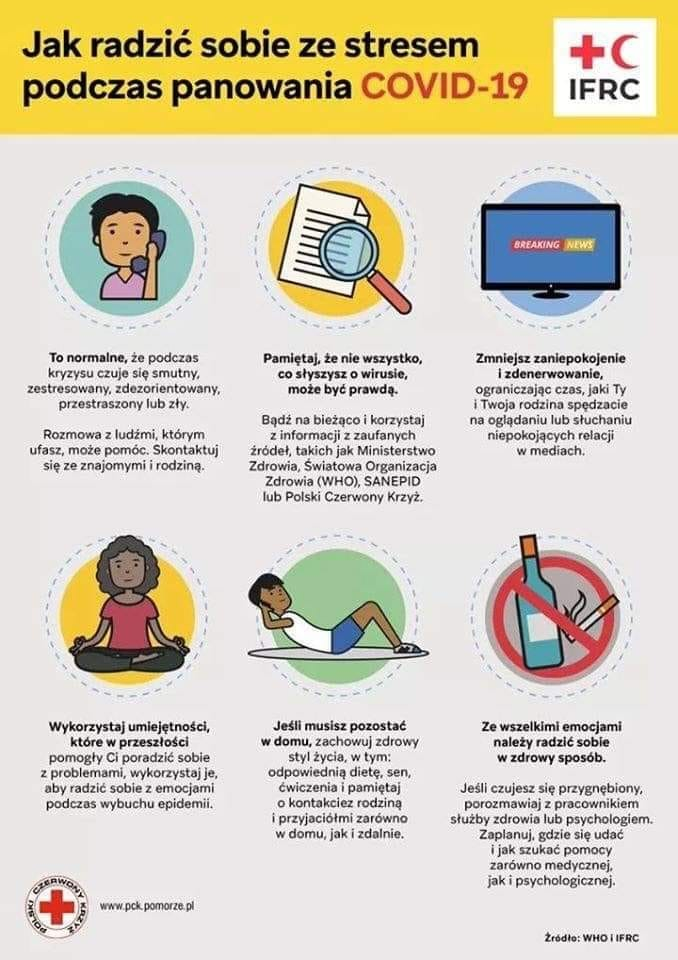 Jak radzić sobie ze stresem
podczas panowania COVID-19
IFRC
BREAKING NEWS
To normalne, że podczas
kryzysu czuje się smutny,
zestresowany, zdezorientowany,
przestraszony lub zły.
Rozmowa z ludźmi, którym
ufasz, może pomóc. Skontaktuj
się ze znajomymi i rodziną.
Pamiętaj, że nie wszystko,
co słyszysz o wirusie,
może być prawdą.
Bądź na bieżąco i korzystaj
z informacji z zaufanych
źródeł, takich jak Ministerstwo
Zdrowia, Światowa Organizacja
Zdrowia (WHO), SANEPID
lub Polski Czerwony Krzyż.
Zmniejsz zaniepokojenie
i zdenerwowanie,
ograniczając czas, jaki Ty
i Twoja rodzina spędzacie
na oglądaniu lub słuchaniu
niepokojących relacji
w mediach.
Wykorzystaj umiejętności,
które w przeszłości
pomogły Ci poradzić sobie
z problemami, wykorzystaj je,
aby radzić sobie z emocjami
podczas wybuchu epidemii.
Jeśli musisz pozostać
w domu, zachowuj zdrowy
styl życia, w tym:
odpowiednią dietę, sen,
ćwiczenia i pamiętaj
o kontakciez rodziną
i przyjaciółmi zarówno
w domu, jak i zdalnie.
Ze wszelkimi emocjami
należy radzić sobie
w zdrowy sposób.
Jeśli czujesz się przygnębiony,
porozmawiaj z pracownikiem
służby zdrowia lub psychologiem.
Zaplanuj, gdzie się udać
i jak szukać pomocy
zarówno medycznej,
jak i psychologicznej.
POLSKI CZERWONY KRZYŻ
www.pck.pomorze.pl
Źródło: WHO i IFRC